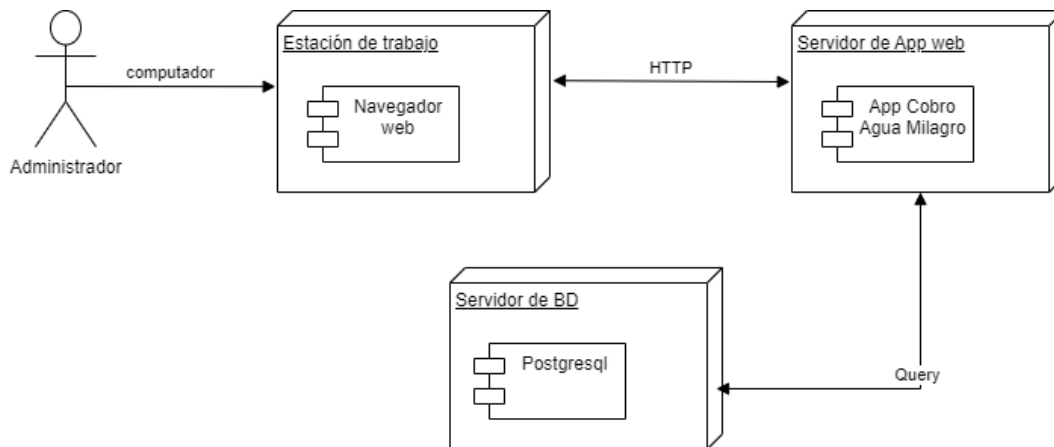 Estación de trabajo
Servidor de App web
computador
HTTP
Navegador
web
App Cobro
Agua Milagro
Administrador
Servidor de BD
Postgresql
Query